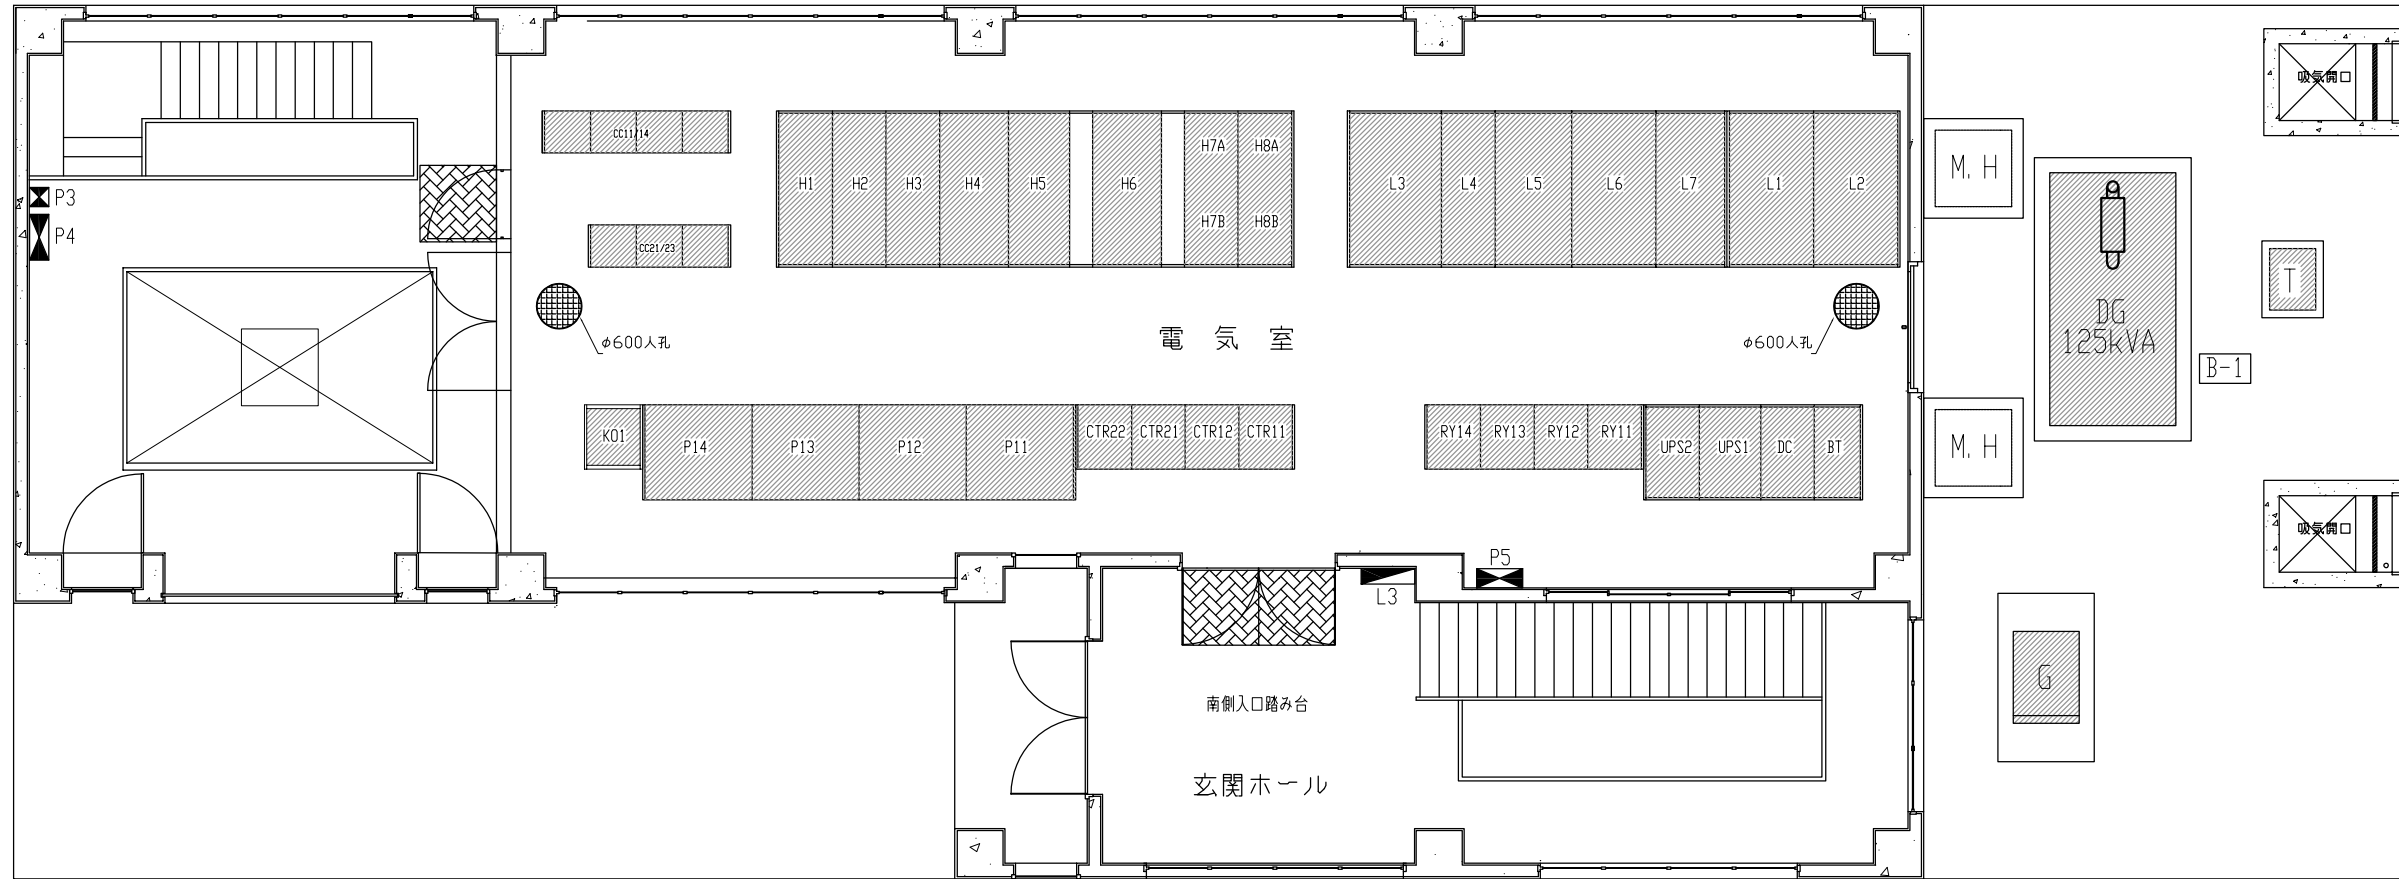 吸気開口
CC11/14
H1
H2
H3
H4
H5
H6
H7A
H8A
H7B
H8B
L3
L4
L5
L6
L7
L1
L2
M.H
P3
P4
CC21/23
T
DG
125kVA
φ600人孔
電気室
φ600人孔
B-1
K01
P14
P13
P12
P11
CTR22
CTR21
CTR12
CTR11
RY14
RY13
RY12
RY11
UPS2
UPS1
DC
BT
M.H
吸気開口
P5
L3
G
南側入口踏み台
玄関ホール